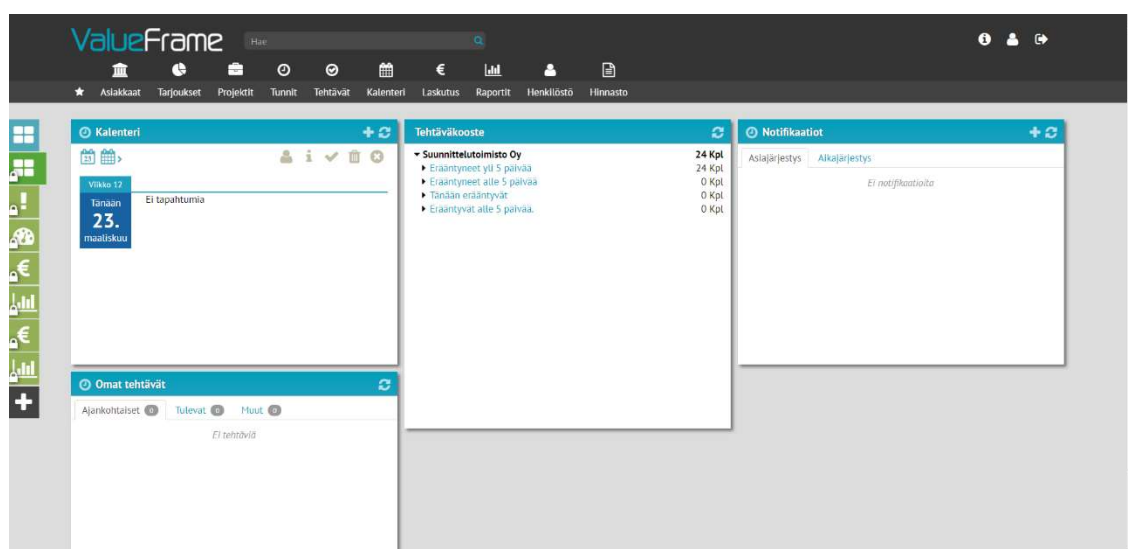 ValueFrame
Hae
Asiakkaat Tarjoukset Projektit Tunnit Tehtävät Kalenteri Laskutus Raportit Henkilöstö Hinnasto
Kalenteri
23
Viikko 12
Tänään
23.
maaliskuu
Ei tapahtumia
Tehtäväkooste
Suunnittelutoimisto Oy 24 Kpl
Erääntyneet yli 5 päivää 24 Kpl
Erääntyneet alle 5 päivää 0 Kpl
Tänään erääntyvät 0 Kpl
Erääntyvät alle 5 päivää. 0 Kpl
Notifikaatiot
Asiajärjestys Aikajärjestys
Ei notifikaatioita
Omat tehtävät
Ajankohtaiset 0 Tulevat 0 Muut 0
Ei tehtäviä